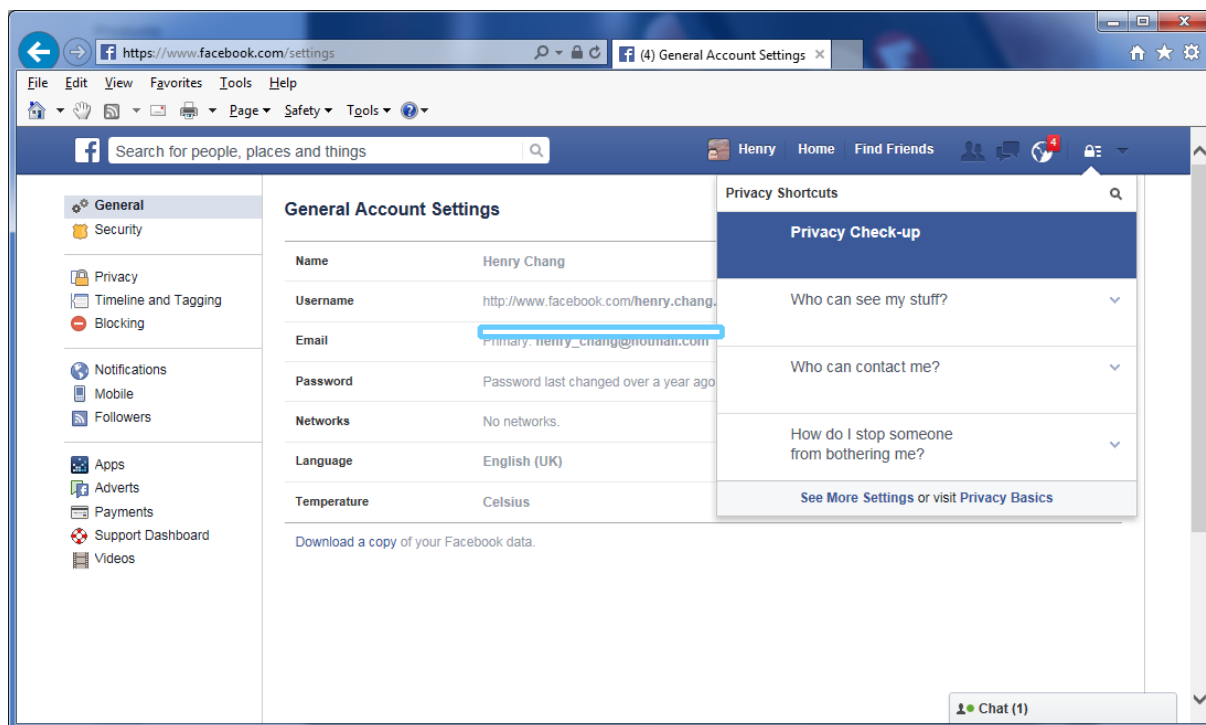 https://www.facebook.com/settings
(4) General Account Settings
File Edit View Favorites Tools Help
Page Safety Tools
Search for people, places and things
Henry Home Find Friends
4
General
Security
Privacy
Timeline and Tagging
Blocking
Notifications
Mobile
Followers
Apps
Adverts
Payments
Support Dashboard
Videos
General Account Settings
Name Henry Chang
Username http://www.facebook.com/henry.chang.
Email Primary: henry_chang@hotmail.com
Password Password last changed over a year ago
Networks No networks.
Language English (UK)
Temperature Celsius
Download a copy of your Facebook data.
Privacy Shortcuts
Privacy Check-up
Who can see my stuff?
Who can contact me?
How do I stop someone
from bothering me?
See More Settings or visit Privacy Basics
Chat (1)